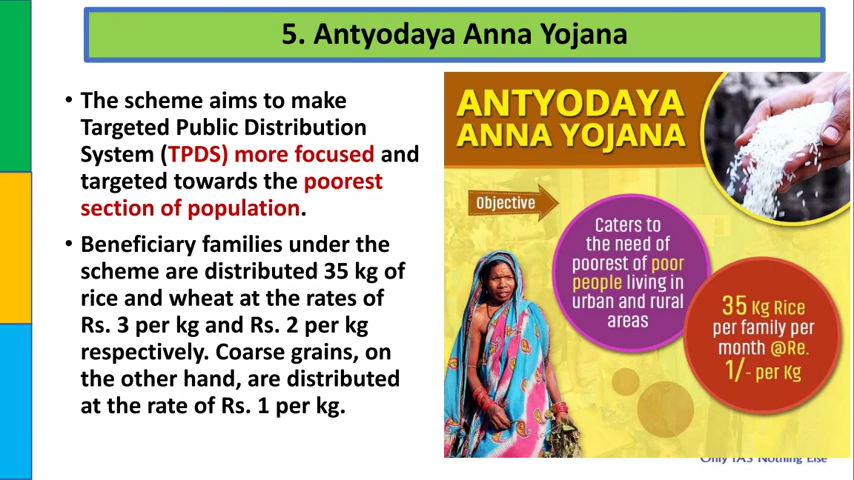 5. Antyodaya Anna Yojana
• The scheme aims to make
Targeted Public Distribution
System (TPDS) more focused and
targeted towards the poorest
section of population.
• Beneficiary families under the
scheme are distributed 35 kg of
rice and wheat at the rates of
Rs. 3 per kg and Rs. 2 per kg
respectively. Coarse grains, on
the other hand, are distributed
at the rate of Rs. 1 per kg.
ANTYODAYA
ANNA YOJANA
Objective
Caters to
the need of
poorest of poor
people living in
urban and rural
areas
35 Kg Rice
per family per
month @Re.
1/- per Kg
Only IAS Nothing Else